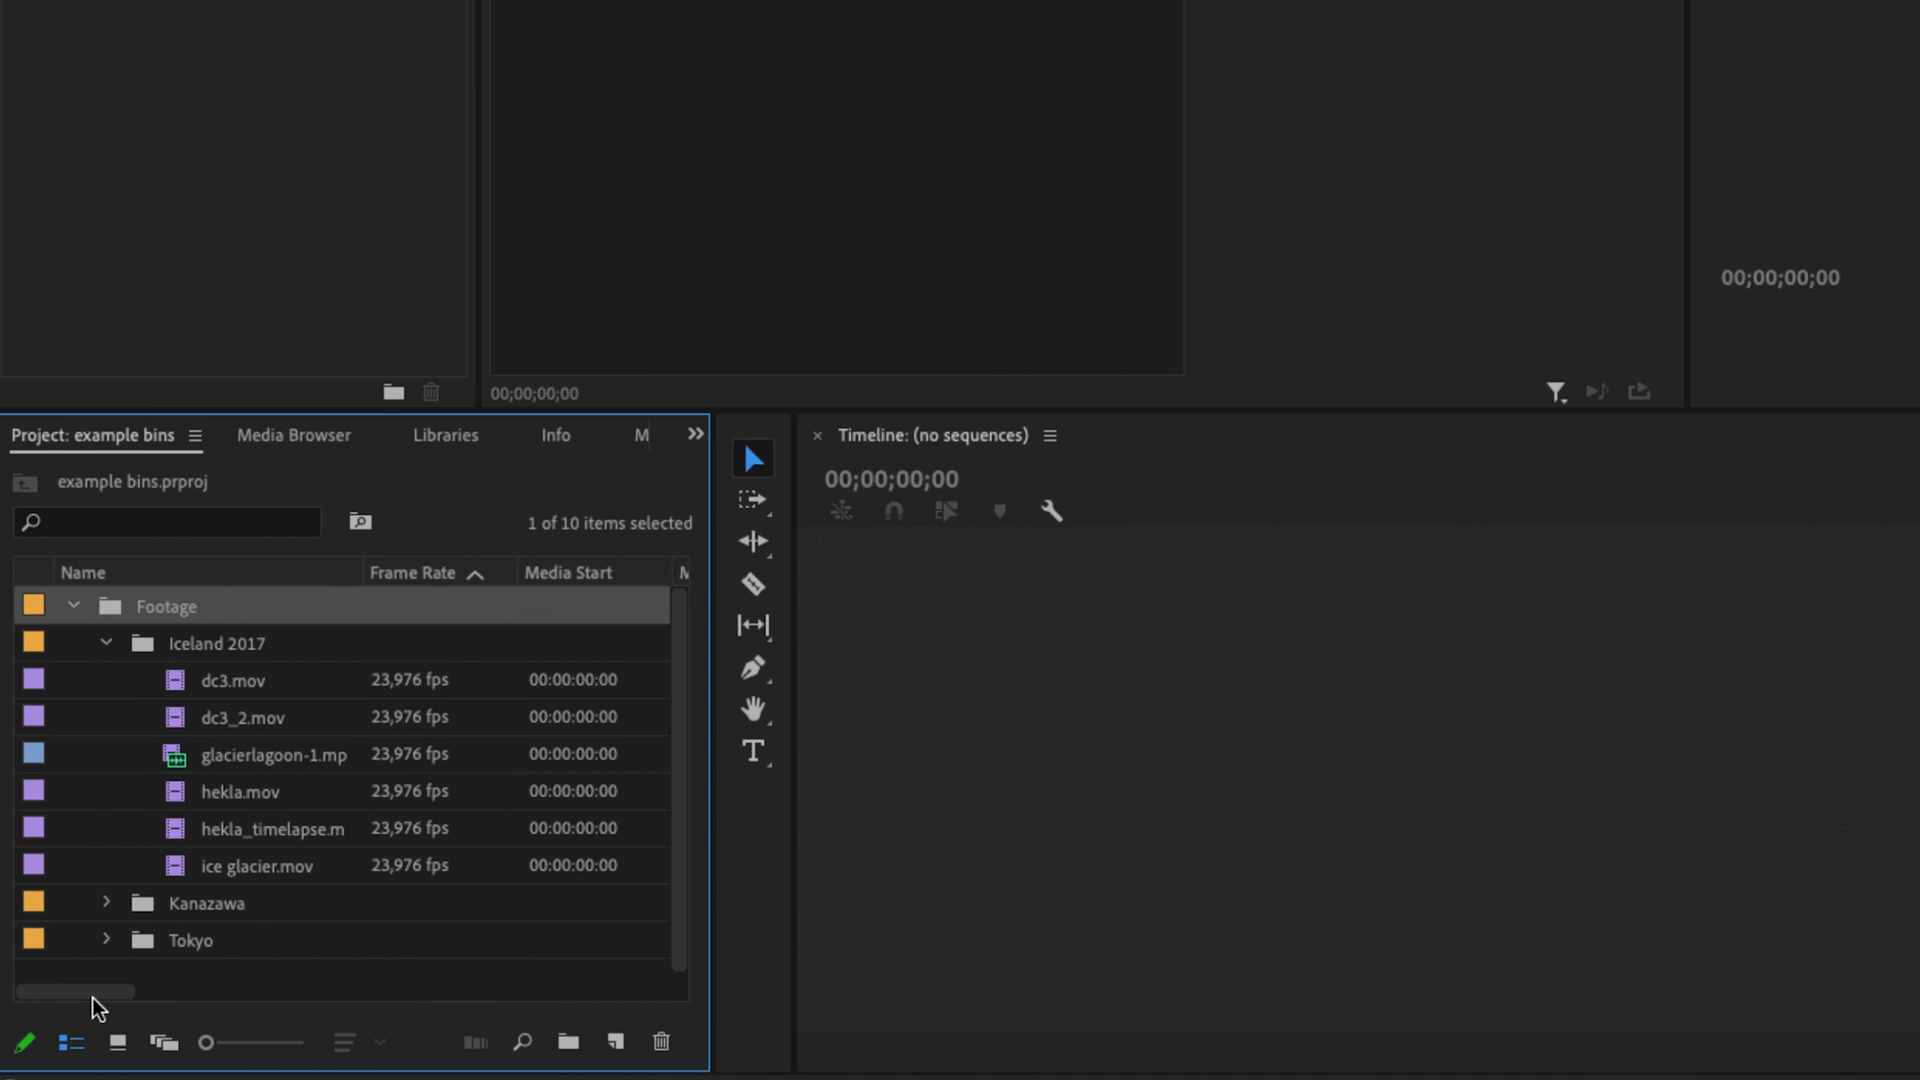 00;00;00;00
00;00;00;00
Project: example bins
Media Browser
Libraries
Info
M
Timeline: (no sequences)
example bins.prproj
00;00;00;00
1 of 10 items selected
Name Frame Rate Media Start M
Footage
Iceland 2017
dc3.mov 23,976 fps 00:00:00:00
dc3_2.mov 23,976 fps 00:00:00:00
glacierlagoon-1.mp 23,976 fps 00:00:00:00
hekla.mov 23,976 fps 00:00:00:00
hekla_timelapse.m 23,976 fps 00:00:00:00
ice glacier.mov 23,976 fps 00:00:00:00
Kanazawa
Tokyo